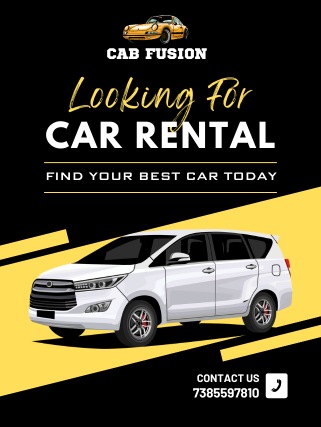 CAB FUSION
Looking For
CAR RENTAL
FIND YOUR BEST CAR TODAY
CONTACT US
7385597810